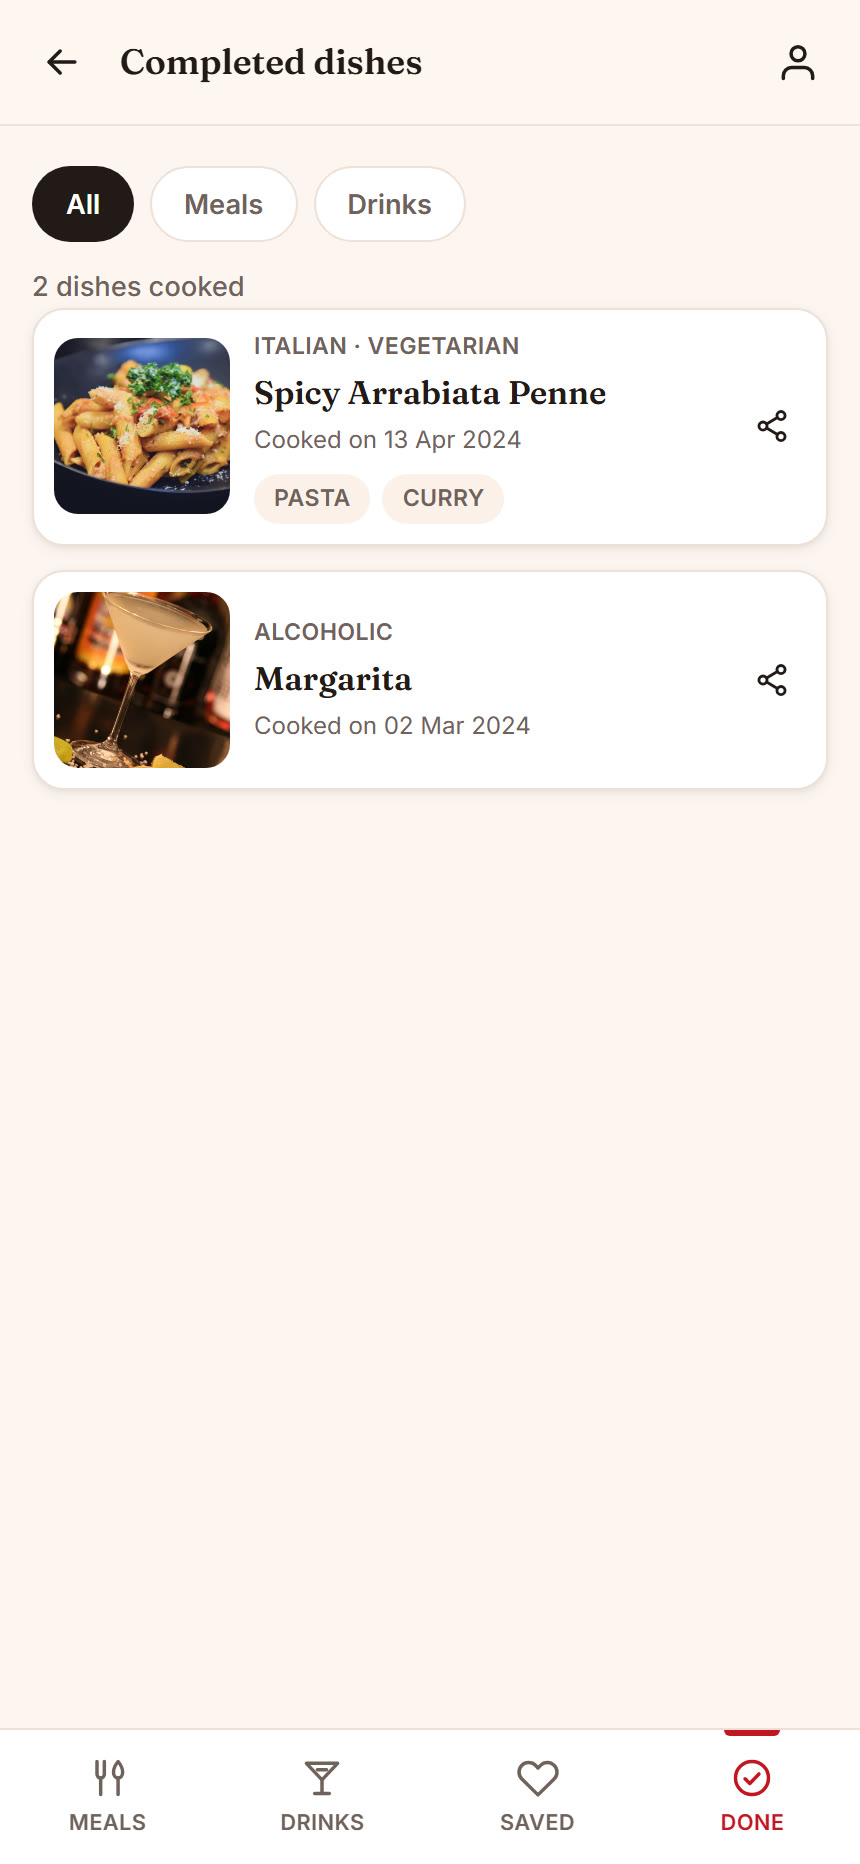 Completed dishes
All
Meals
Drinks
2 dishes cooked
ITALIAN · VEGETARIAN
Spicy Arrabiata Penne
Cooked on 13 Apr 2024
PASTA
CURRY
ALCOHOLIC
Margarita
Cooked on 02 Mar 2024
MEALS
DRINKS
SAVED
DONE